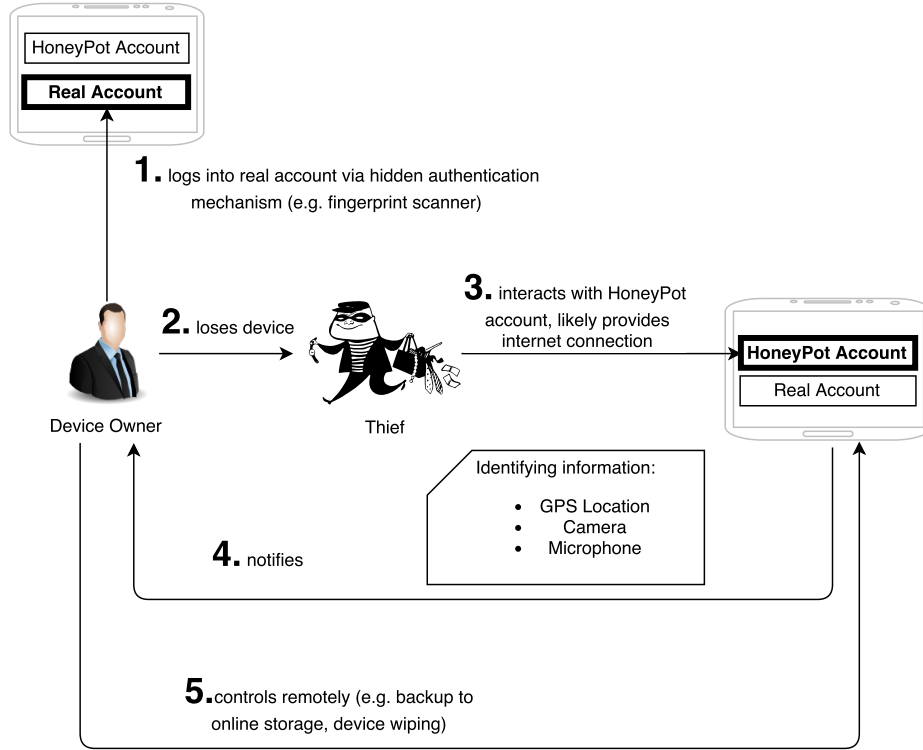 HoneyPot Account
Real Account
1. logs into real account via hidden authentication
mechanism (e.g. fingerprint scanner)
2. loses device
3. interacts with HoneyPot
account, likely provides
internet connection
HoneyPot Account
Real Account
Device Owner
Thief
Identifying information:
• GPS Location
• Camera
• Microphone
4. notifies
5.controls remotely (e.g. backup to
online storage, device wiping)